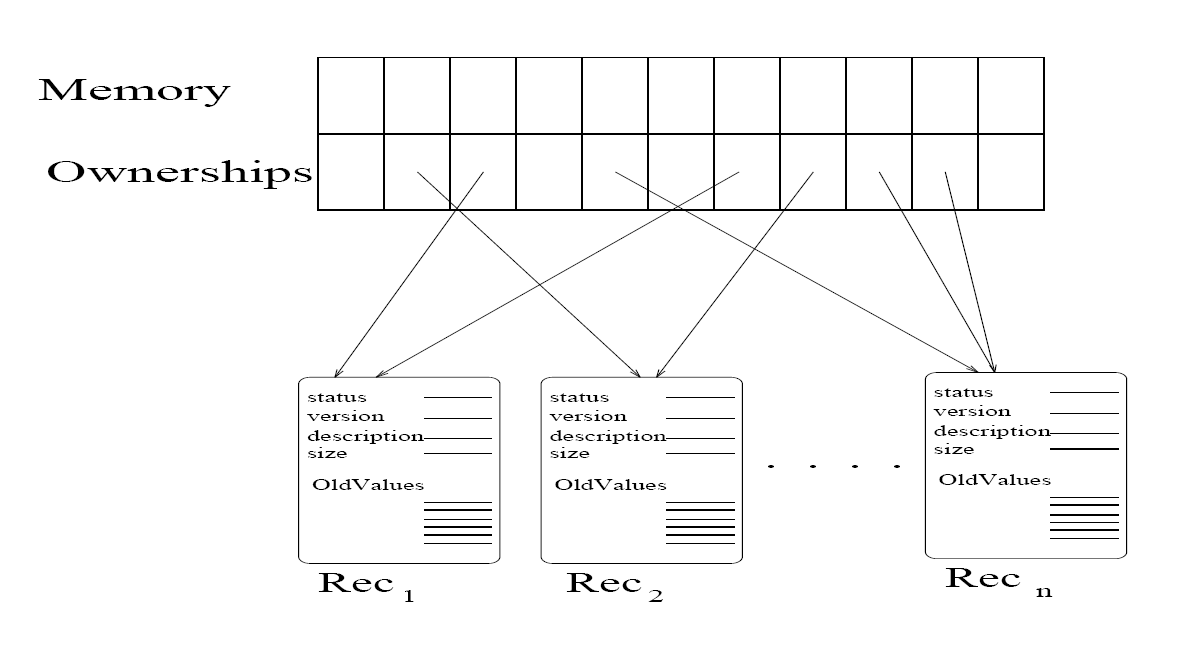 Memory
Ownerships
status
version
description
size
OldValues
Rec 1
status
version
description
size
OldValues
Rec 2
. . . .
status
version
description
size
OldValues
Rec n